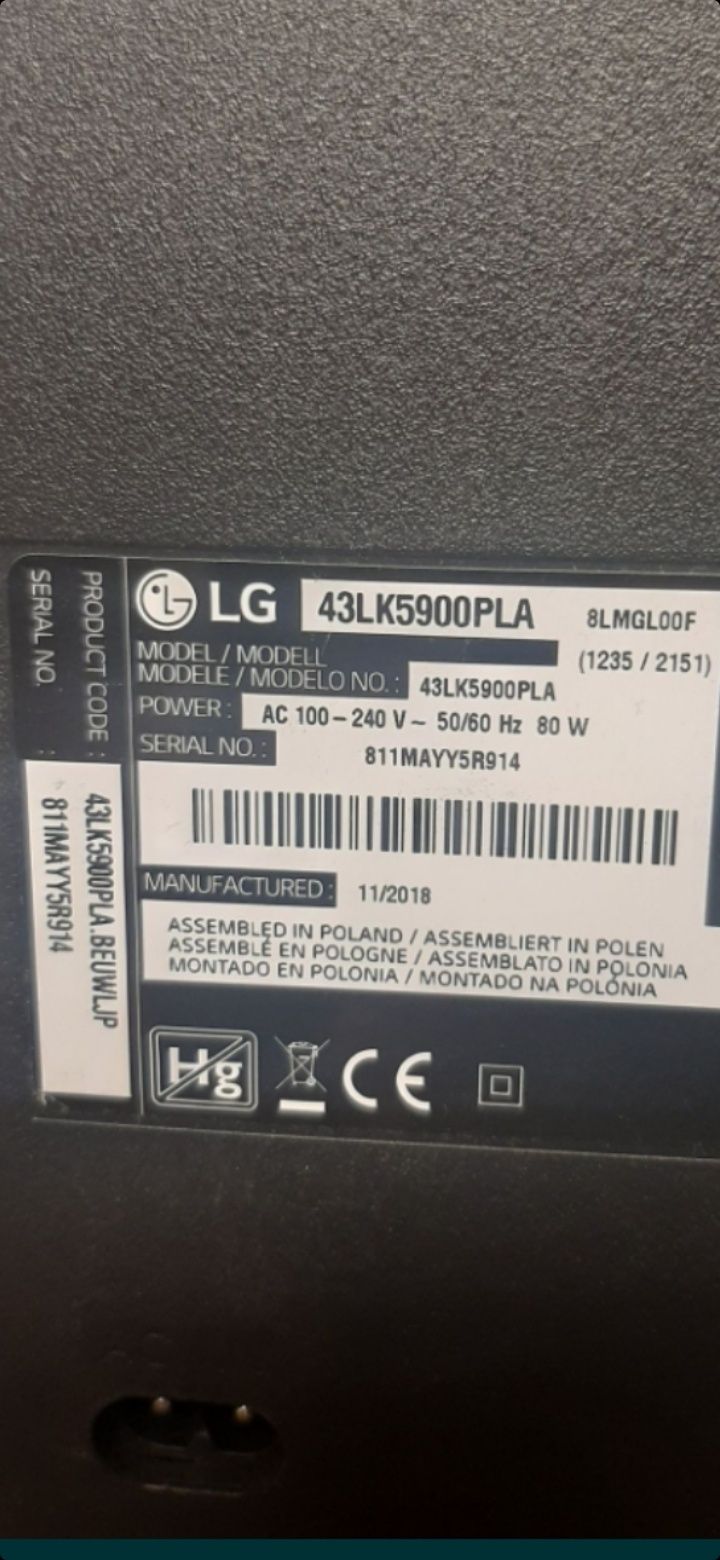 LG 43LK5900PLA 8LMGL00F
(1235 / 2151)
MODEL / MODELL
MODELE / MODELO NO. : 43LK5900PLA
POWER : AC 100 – 240 V ~ 50/60 Hz 80 W
SERIAL NO. : 811MAYY5R914
MANUFACTURED : 11/2018
ASSEMBLED IN POLAND / ASSEMBLIERT IN POLEN
ASSEMBLÉ EN POLOGNE / ASSEMBLATO IN POLONIA
MONTADO EN POLONIA / MONTADO NA POLÓNIA
Hg CE
PRODUCT CODE : 43LK5900PLA.BEUWLJP
SERIAL NO. : 811MAYY5R914